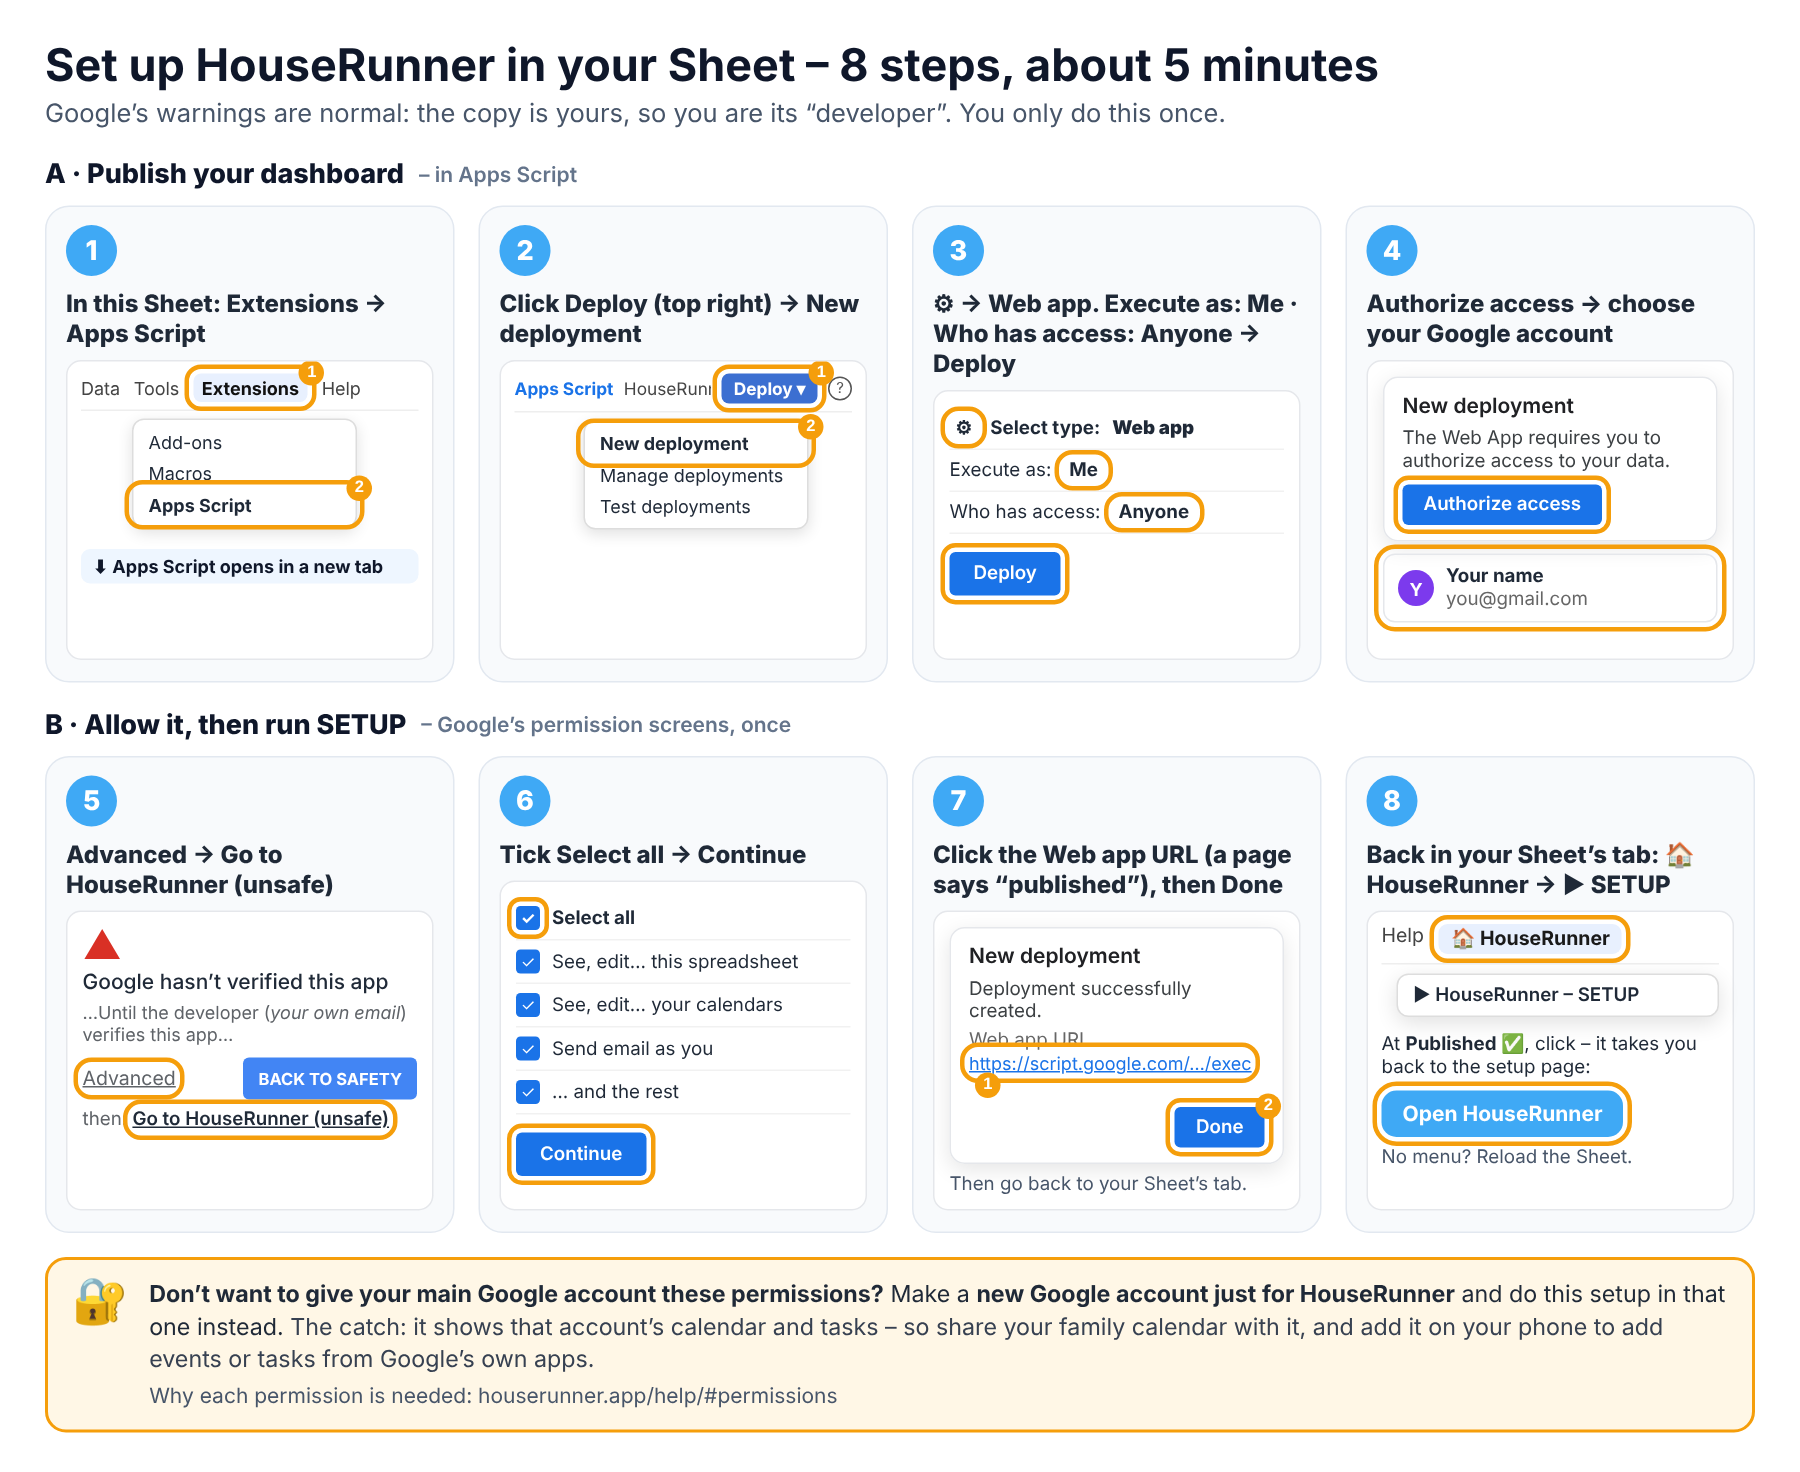 Set up HouseRunner in your Sheet – 8 steps, about 5 minutes
Google’s warnings are normal: the copy is yours, so you are its “developer”. You only do this once.
A · Publish your dashboard – in Apps Script
1
In this Sheet: Extensions →
Apps Script
Data Tools Extensions 1 Help
Add-ons
Macros
Apps Script 2
⬇ Apps Script opens in a new tab
2
Click Deploy (top right) → New
deployment
Apps Script HouseRunn Deploy ▾ 1 ?
New deployment 2
Manage deployments
Test deployments
3
⚙ → Web app. Execute as: Me ·
Who has access: Anyone →
Deploy
⚙ Select type: Web app
Execute as: Me
Who has access: Anyone
Deploy
4
Authorize access → choose
your Google account
New deployment
The Web App requires you to
authorize access to your data.
Authorize access
Y
Your name
you@gmail.com
B · Allow it, then run SETUP – Google’s permission screens, once
5
Advanced → Go to
HouseRunner (unsafe)
Google hasn’t verified this app
...Until the developer (your own email)
verifies this app...
Advanced BACK TO SAFETY
then Go to HouseRunner (unsafe)
6
Tick Select all → Continue
Select all
See, edit... this spreadsheet
See, edit... your calendars
Send email as you
... and the rest
Continue
7
Click the Web app URL (a page
says “published”), then Done
New deployment
Deployment successfully
created.
Web app URL
https://script.google.com/.../exec
1
Done 2
Then go back to your Sheet’s tab.
8
Back in your Sheet’s tab: 🏠
HouseRunner → ▶ SETUP
Help 🏠 HouseRunner
▶ HouseRunner – SETUP
At Published ✅, click – it takes you
back to the setup page:
Open HouseRunner
No menu? Reload the Sheet.
Don’t want to give your main Google account these permissions? Make a new Google account just for HouseRunner and do this setup in that
one instead. The catch: it shows that account’s calendar and tasks – so share your family calendar with it, and add it on your phone to add
events or tasks from Google’s own apps.
Why each permission is needed: houserunner.app/help/#permissions